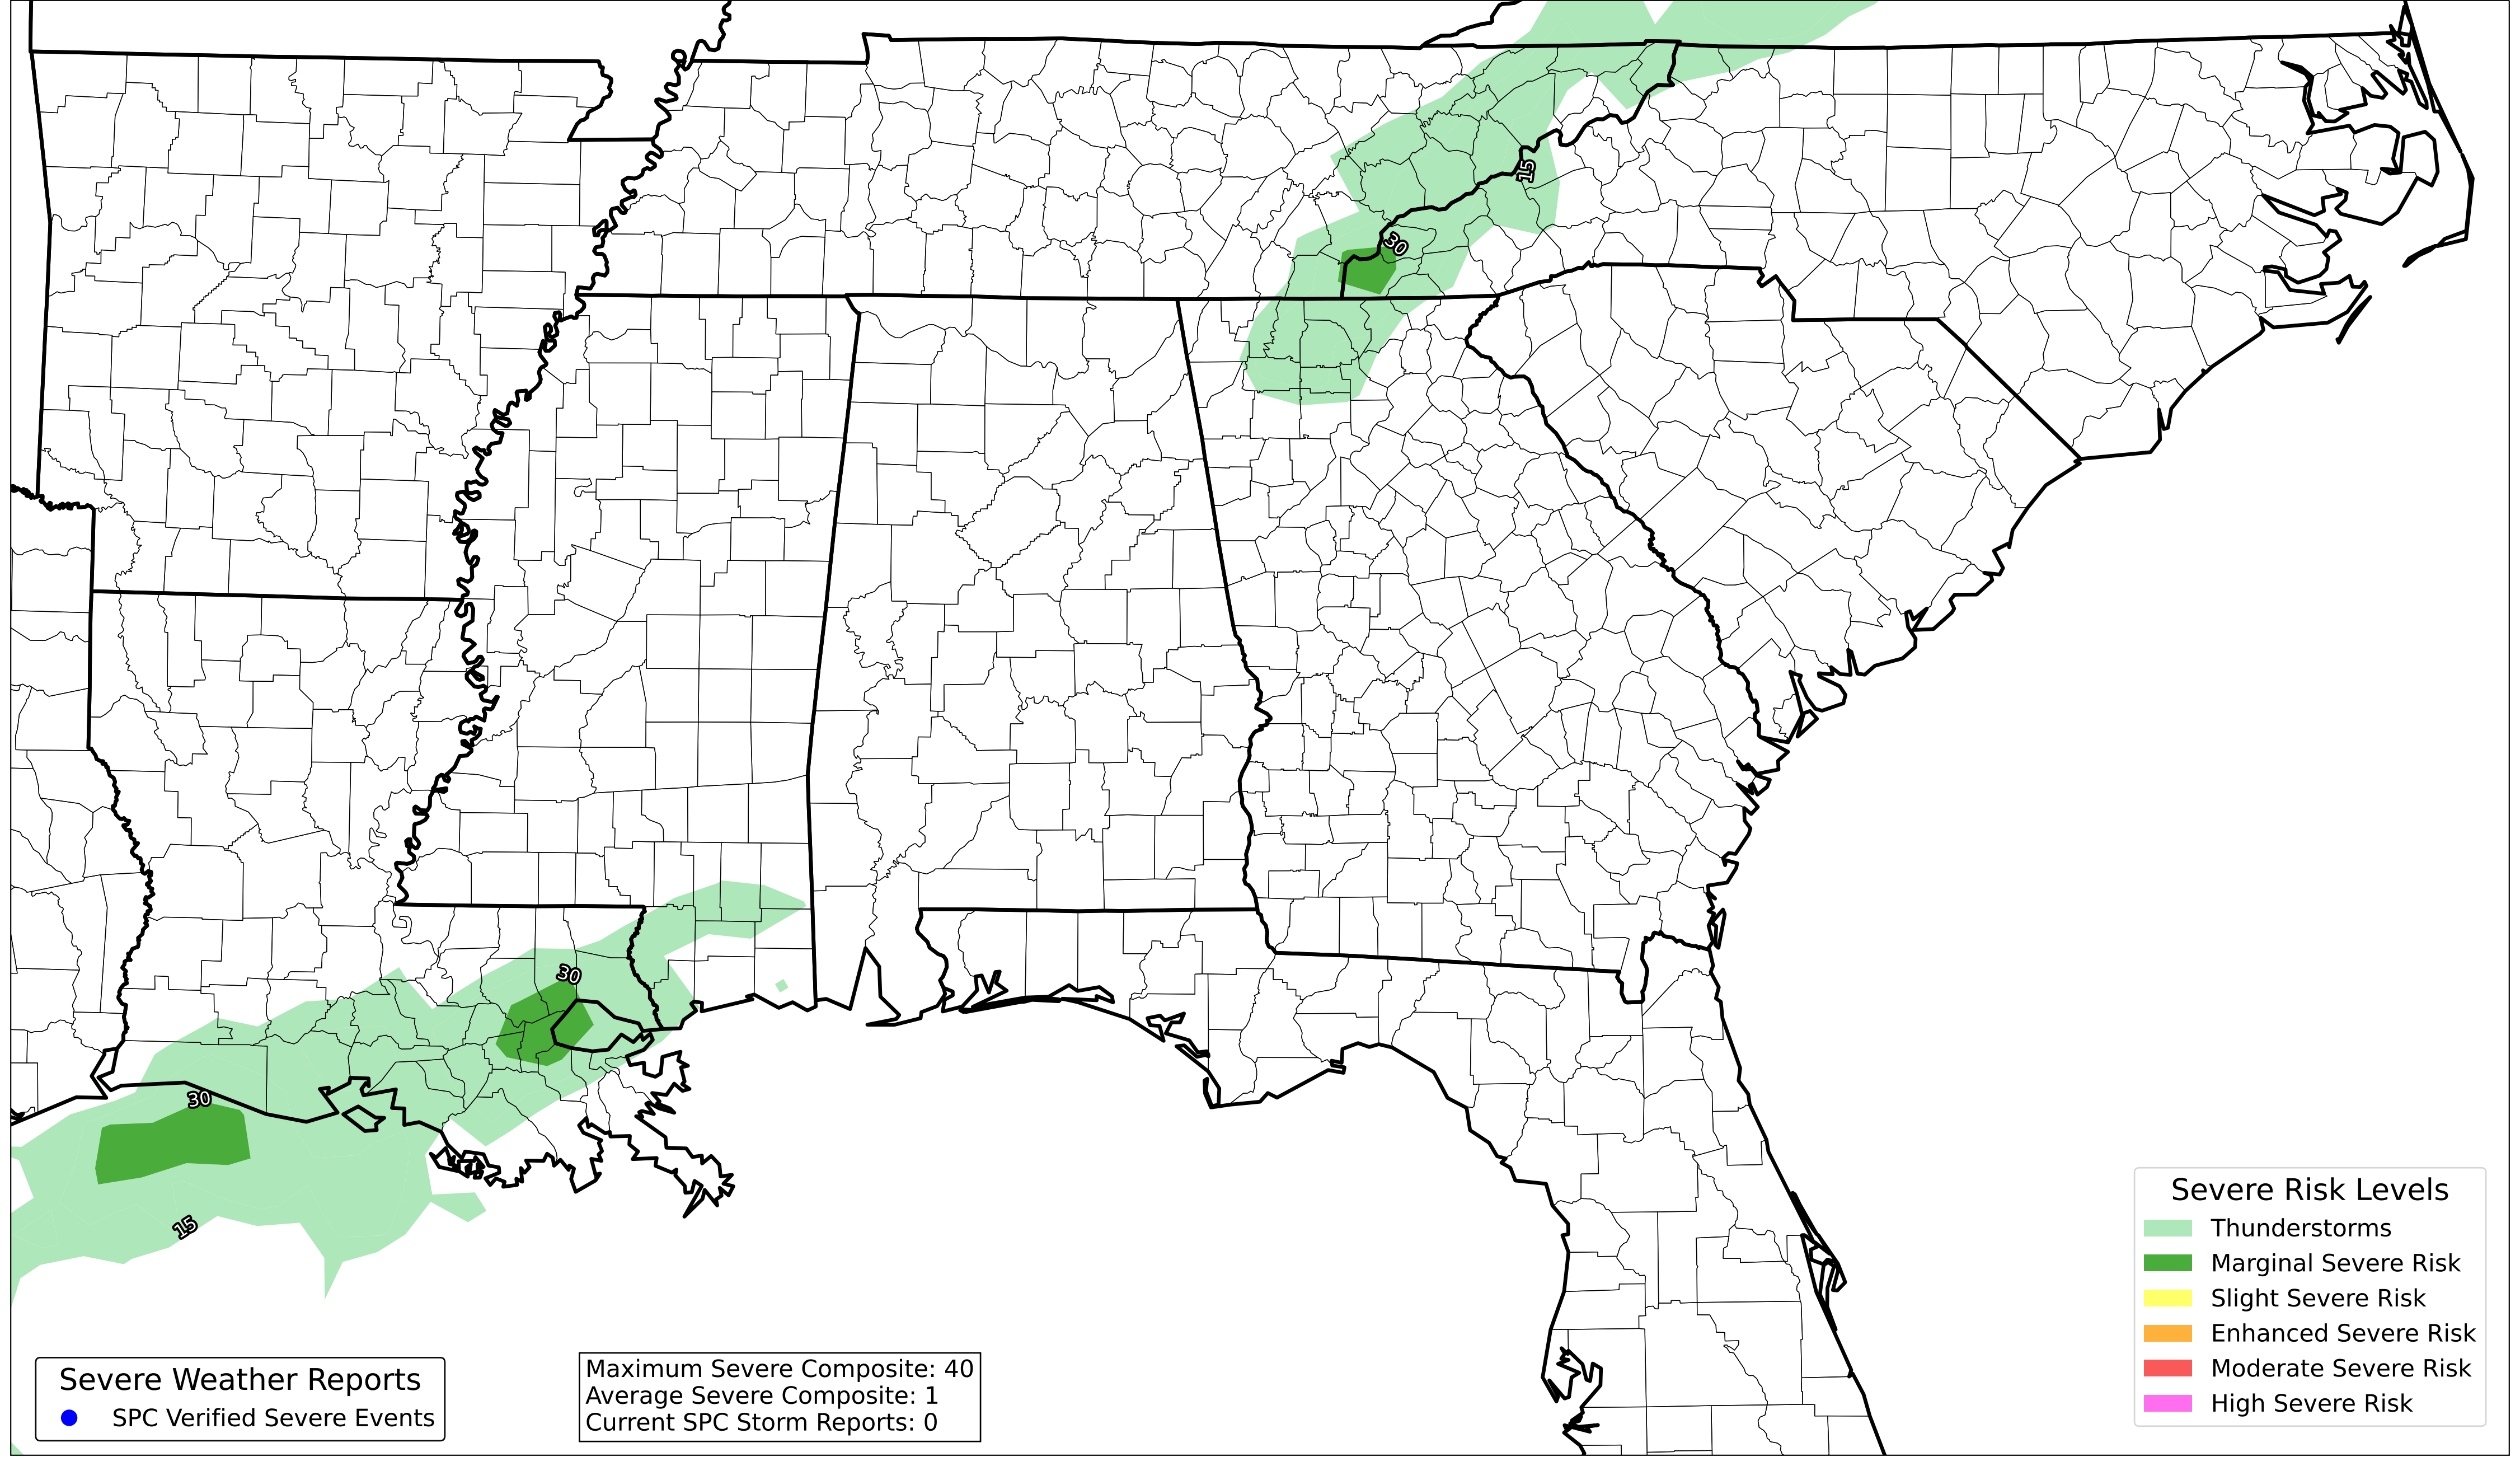 15
30
30
30
15
Severe Risk Levels
Thunderstorms
Marginal Severe Risk
Slight Severe Risk
Enhanced Severe Risk
Moderate Severe Risk
High Severe Risk
Severe Weather Reports
SPC Verified Severe Events
Maximum Severe Composite: 40
Average Severe Composite: 1
Current SPC Storm Reports: 0